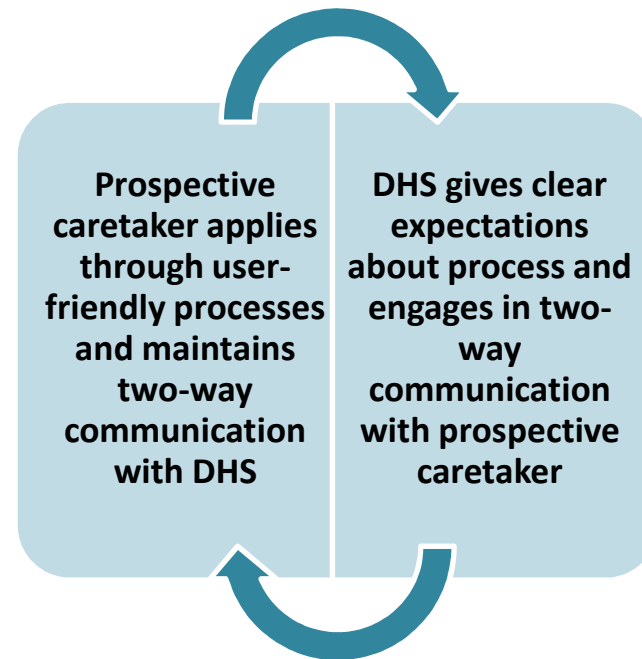 Prospective
caretaker applies
through user-
friendly processes
and maintains
two-way
communication
with DHS
DHS gives clear
expectations
about process and
engages in two-
way
communication
with prospective
caretaker